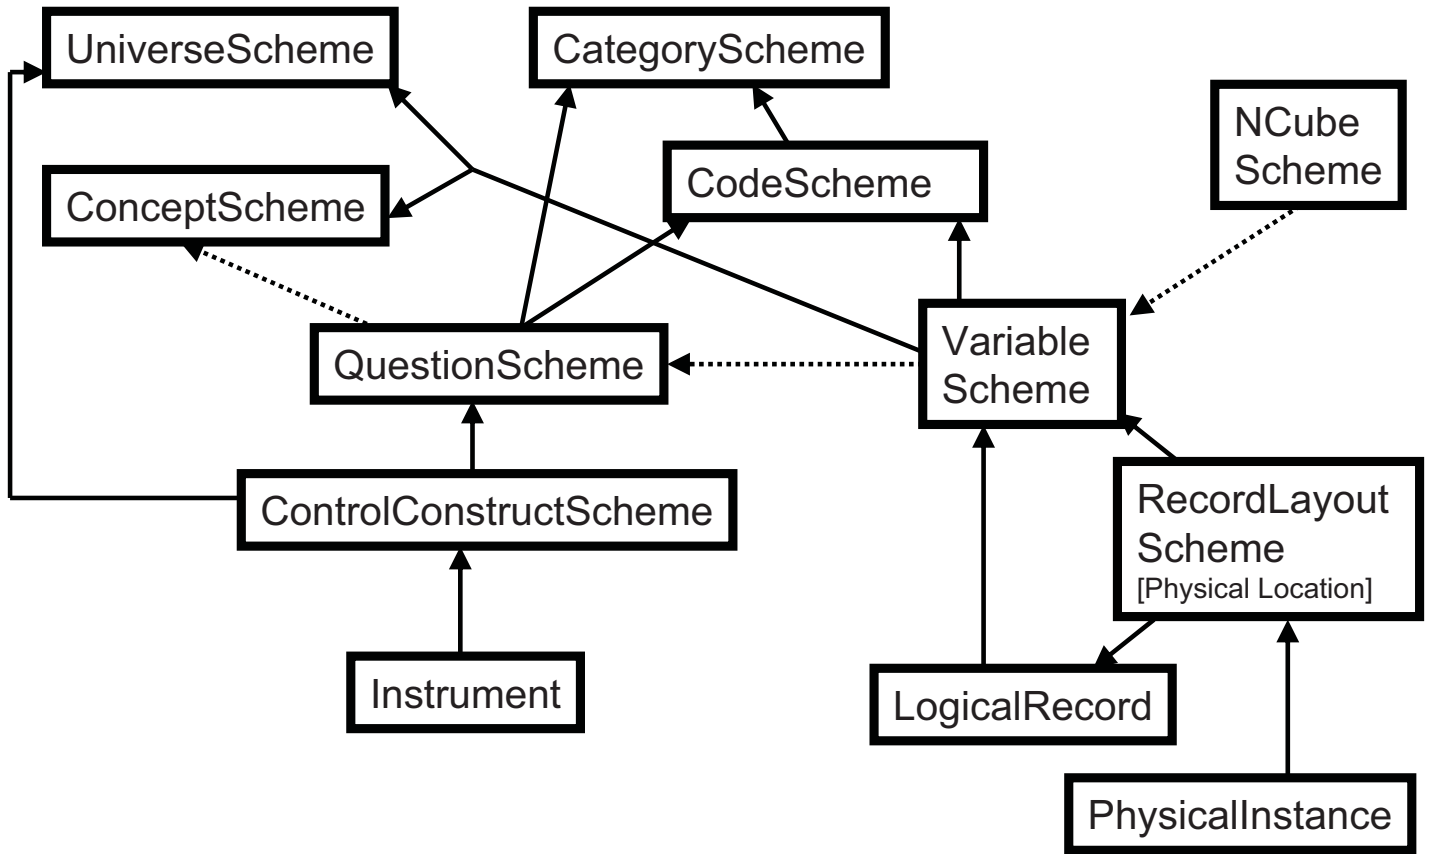 UniverseScheme
CategoryScheme
NCube
Scheme
CodeScheme
ConceptScheme
QuestionScheme
Variable
Scheme
ControlConstructScheme
RecordLayout
Scheme
[Physical Location]
Instrument
LogicalRecord
PhysicalInstance